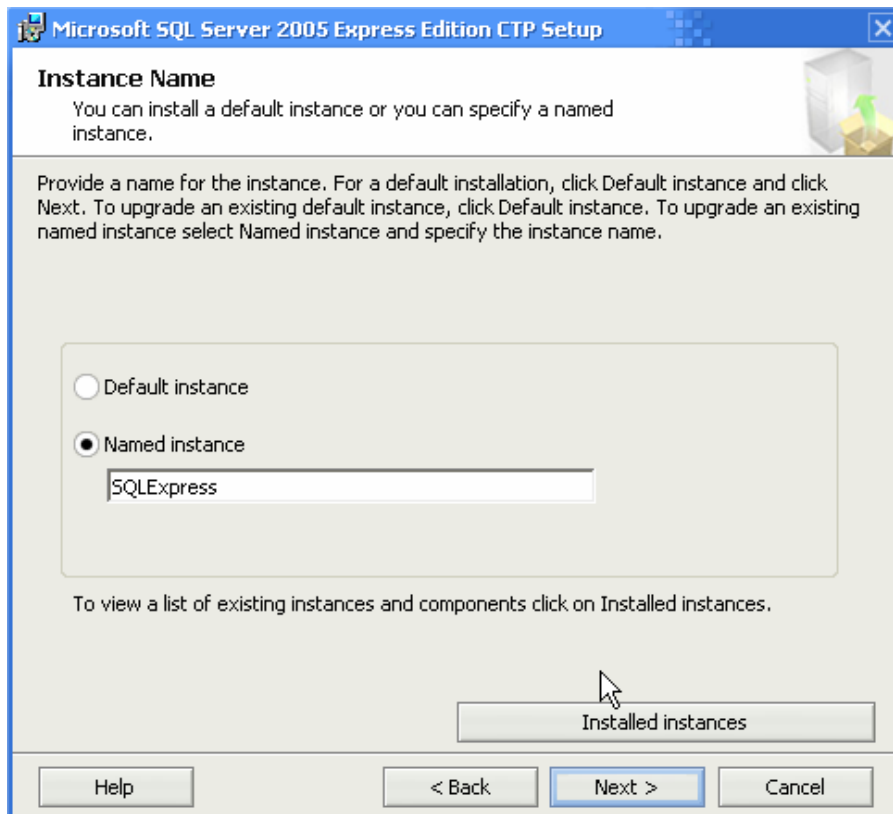 Microsoft SQL Server 2005 Express Edition CTP Setup
Instance Name
You can install a default instance or you can specify a named
instance.
Provide a name for the instance. For a default installation, click Default instance and click
Next. To upgrade an existing default instance, click Default instance. To upgrade an existing
named instance select Named instance and specify the instance name.
Default instance
Named instance
SQLExpress
To view a list of existing instances and components click on Installed instances.
Installed instances
Help
< Back
Next >
Cancel